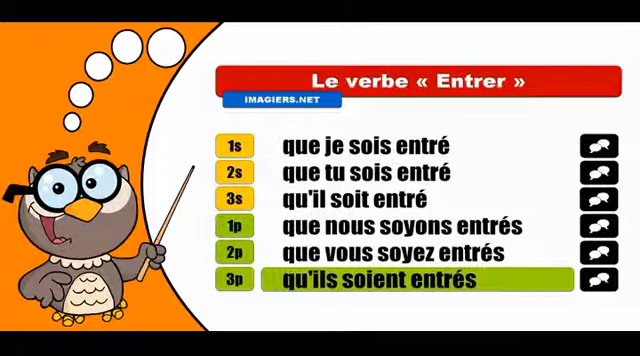 Le verbe « Entrer »
IMAGIERS.NET
1s que je sois entré
2s que tu sois entré
3s qu'il soit entré
1p que nous soyons entrés
2p que vous soyez entrés
3p qu'ils soient entrés